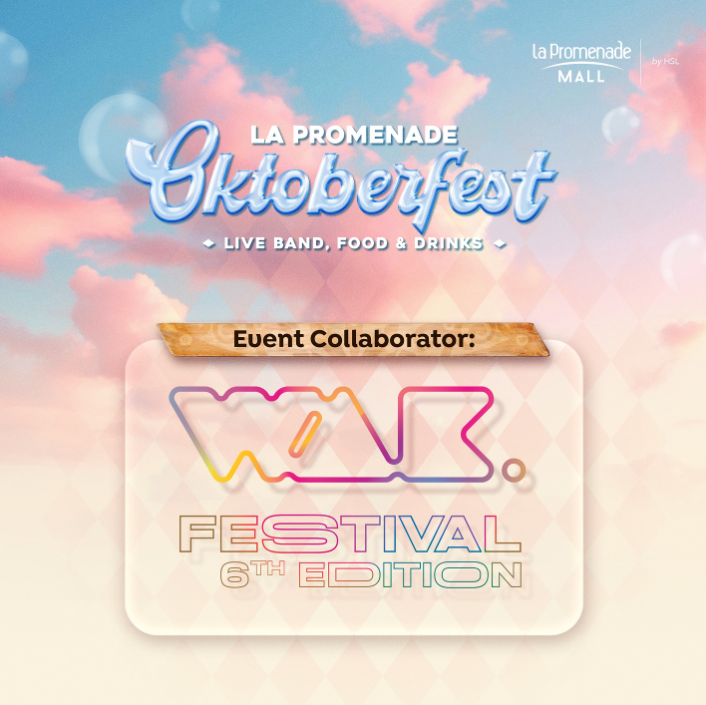 la Promenade
MALL
by HSL
LA PROMENADE
Oktoberfest
LIVE BAND, FOOD & DRINKS
Event Collaborator:
WAK.
FESTIVAL
6TH EDITION